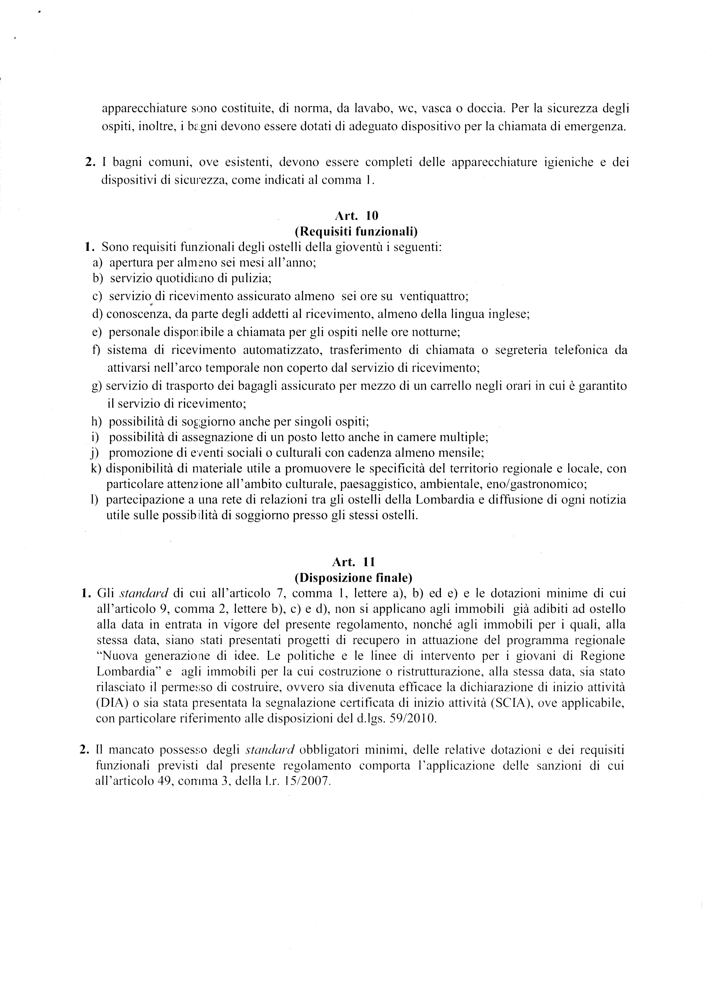 apparecchiature sono costituite, di norma, da lavabo, wc, vasca o doccia. Per la sicurezza degli
ospiti, inoltre, i bagni devono essere dotati di adeguato dispositivo per la chiamata di emergenza.
2. I bagni comuni, ove esistenti, devono essere completi delle apparecchiature igieniche e dei
dispositivi di sicurezza, come indicati al comma 1.
Art. 10
(Requisiti funzionali)
1. Sono requisiti funzionali degli ostelli della gioventù i seguenti:
a) apertura per almeno sei mesi all'anno;
b) servizio quotidiano di pulizia;
c) servizio di ricevimento assicurato almeno sei ore su ventiquattro;
d) conoscenza, da parte degli addetti al ricevimento, almeno della lingua inglese;
e) personale disponibile a chiamata per gli ospiti nelle ore notturne;
f) sistema di ricevimento automatizzato, trasferimento di chiamata o segreteria telefonica da
attivarsi nell'arco temporale non coperto dal servizio di ricevimento;
g) servizio di trasporto dei bagagli assicurato per mezzo di un carrello negli orari in cui è garantito
il servizio di ricevimento;
h) possibilità di soggiorno anche per singoli ospiti;
i) possibilità di assegnazione di un posto letto anche in camere multiple;
j) promozione di eventi sociali o culturali con cadenza almeno mensile;
k) disponibilità di materiale utile a promuovere le specificità del territorio regionale e locale, con
particolare attenzione all'ambito culturale, paesaggistico, ambientale, eno/gastronomico;
l) partecipazione a una rete di relazioni tra gli ostelli della Lombardia e diffusione di ogni notizia
utile sulle possibilità di soggiorno presso gli stessi ostelli.
Art. 11
(Disposizione finale)
1. Gli standard di cui all'articolo 7, comma 1, lettere a), b) ed e) e le dotazioni minime di cui
all'articolo 9, comma 2, lettere b), c) e d), non si applicano agli immobili già adibiti ad ostello
alla data in entrata in vigore del presente regolamento, nonché agli immobili per i quali, alla
stessa data, siano stati presentati progetti di recupero in attuazione del programma regionale
“Nuova generazione di idee. Le politiche e le linee di intervento per i giovani di Regione
Lombardia” e agli immobili per la cui costruzione o ristrutturazione, alla stessa data, sia stato
rilasciato il permesso di costruire, ovvero sia divenuta efficace la dichiarazione di inizio attività
(DIA) o sia stata presentata la segnalazione certificata di inizio attività (SCIA), ove applicabile,
con particolare riferimento alle disposizioni del d.lgs. 59/2010.
2. Il mancato possesso degli standard obbligatori minimi, delle relative dotazioni e dei requisiti
funzionali previsti dal presente regolamento comporta l'applicazione delle sanzioni di cui
all'articolo 49, comma 3, della l.r. 15/2007.